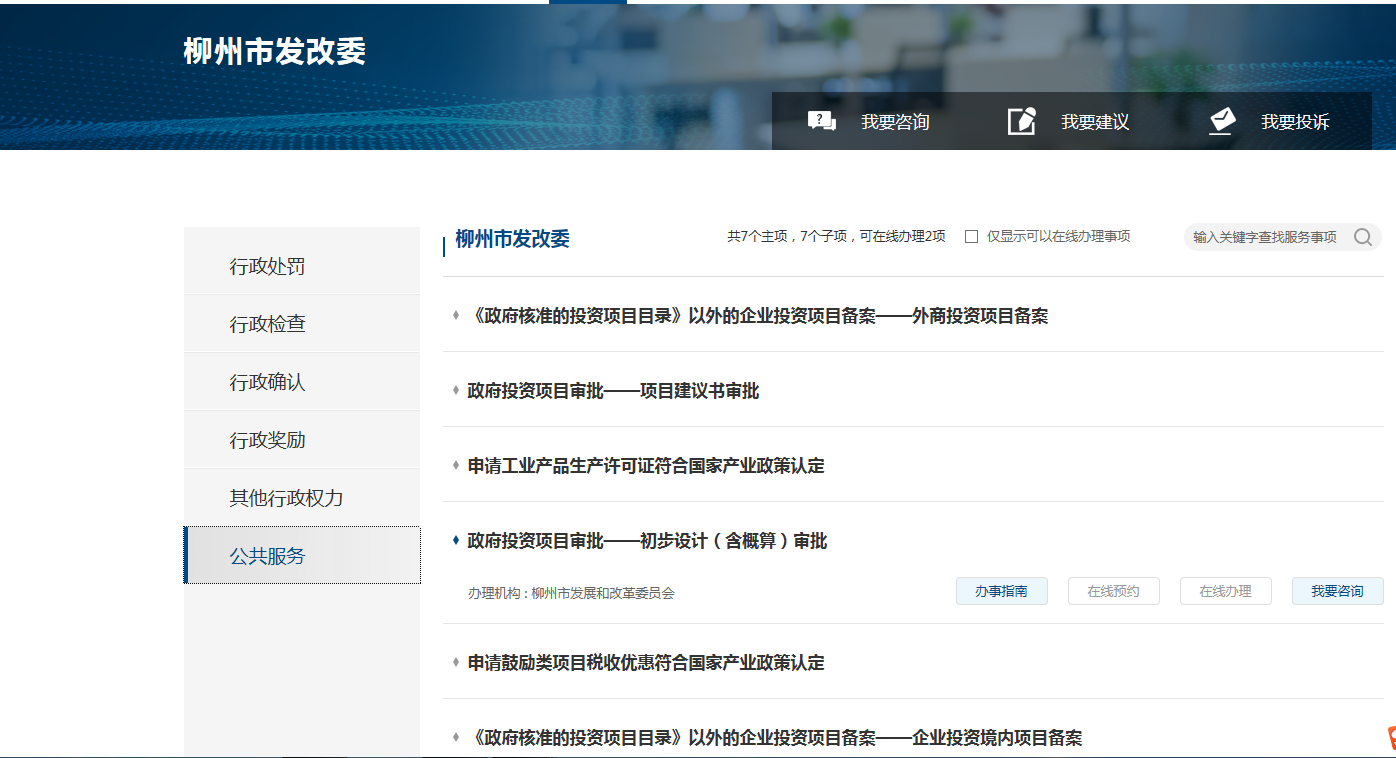 柳州市发改委
我要咨询
我要建议
我要投诉
行政处罚
行政检查
行政确认
行政奖励
其他行政权力
公共服务
柳州市发改委
共7个主项，7个子项，可在线办理2项
仅显示可以在线办理事项
输入关键字查找服务事项
《政府核准的投资项目目录》以外的企业投资项目备案——外商投资项目备案
政府投资项目审批——项目建议书审批
申请工业产品生产许可证符合国家产业政策认定
政府投资项目审批——初步设计（含概算）审批
办理机构：柳州市发展和改革委员会
办事指南
在线预约
在线办理
我要咨询
申请鼓励类项目税收优惠符合国家产业政策认定
《政府核准的投资项目目录》以外的企业投资项目备案——企业投资境内项目备案